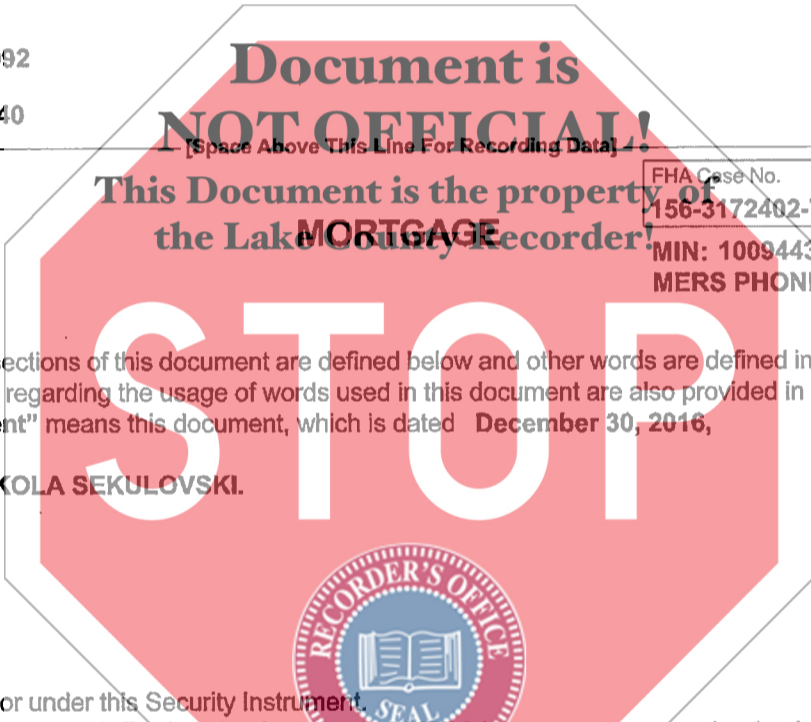 92
Document is
40
NOT OFFICIAL!
[Space Above This Line For Recording Data]
FHA Case No.
This Document is the property of
156-3172402-
MORTGAGE
the Lake County Recorder!
MIN: 1009443
MERS PHON
ections of this document are defined below and other words are defined in
regarding the usage of words used in this document are also provided in
nt” means this document, which is dated December 30, 2016,
STOP
KOLA SEKULOVSKI.
RECORDER'S OFFICE
or under this Security Instrument.
SEAL